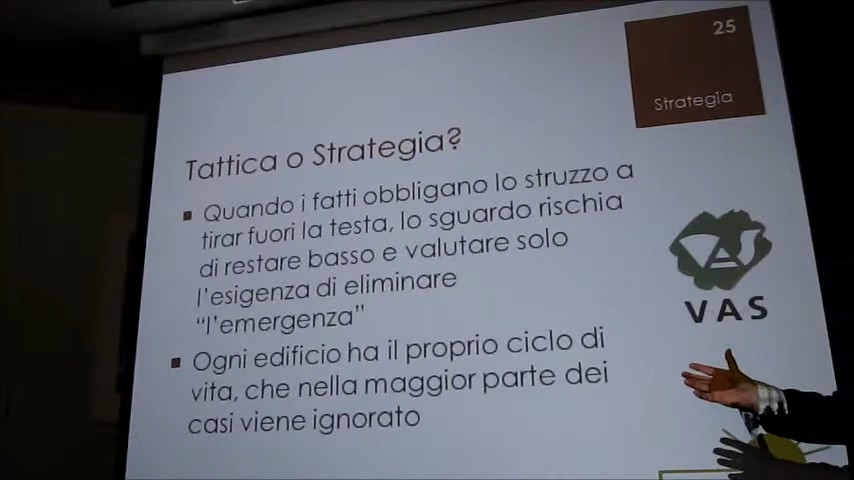 25
Strategia
Tattica o Strategia?
Quando i fatti obbligano lo struzzo a
tirar fuori la testa, lo sguardo rischia
di restare basso e valutare solo
l'esigenza di eliminare
"l'emergenza"
Ogni edificio ha il proprio ciclo di
vita, che nella maggior parte dei
casi viene ignorato
VAS
VAS